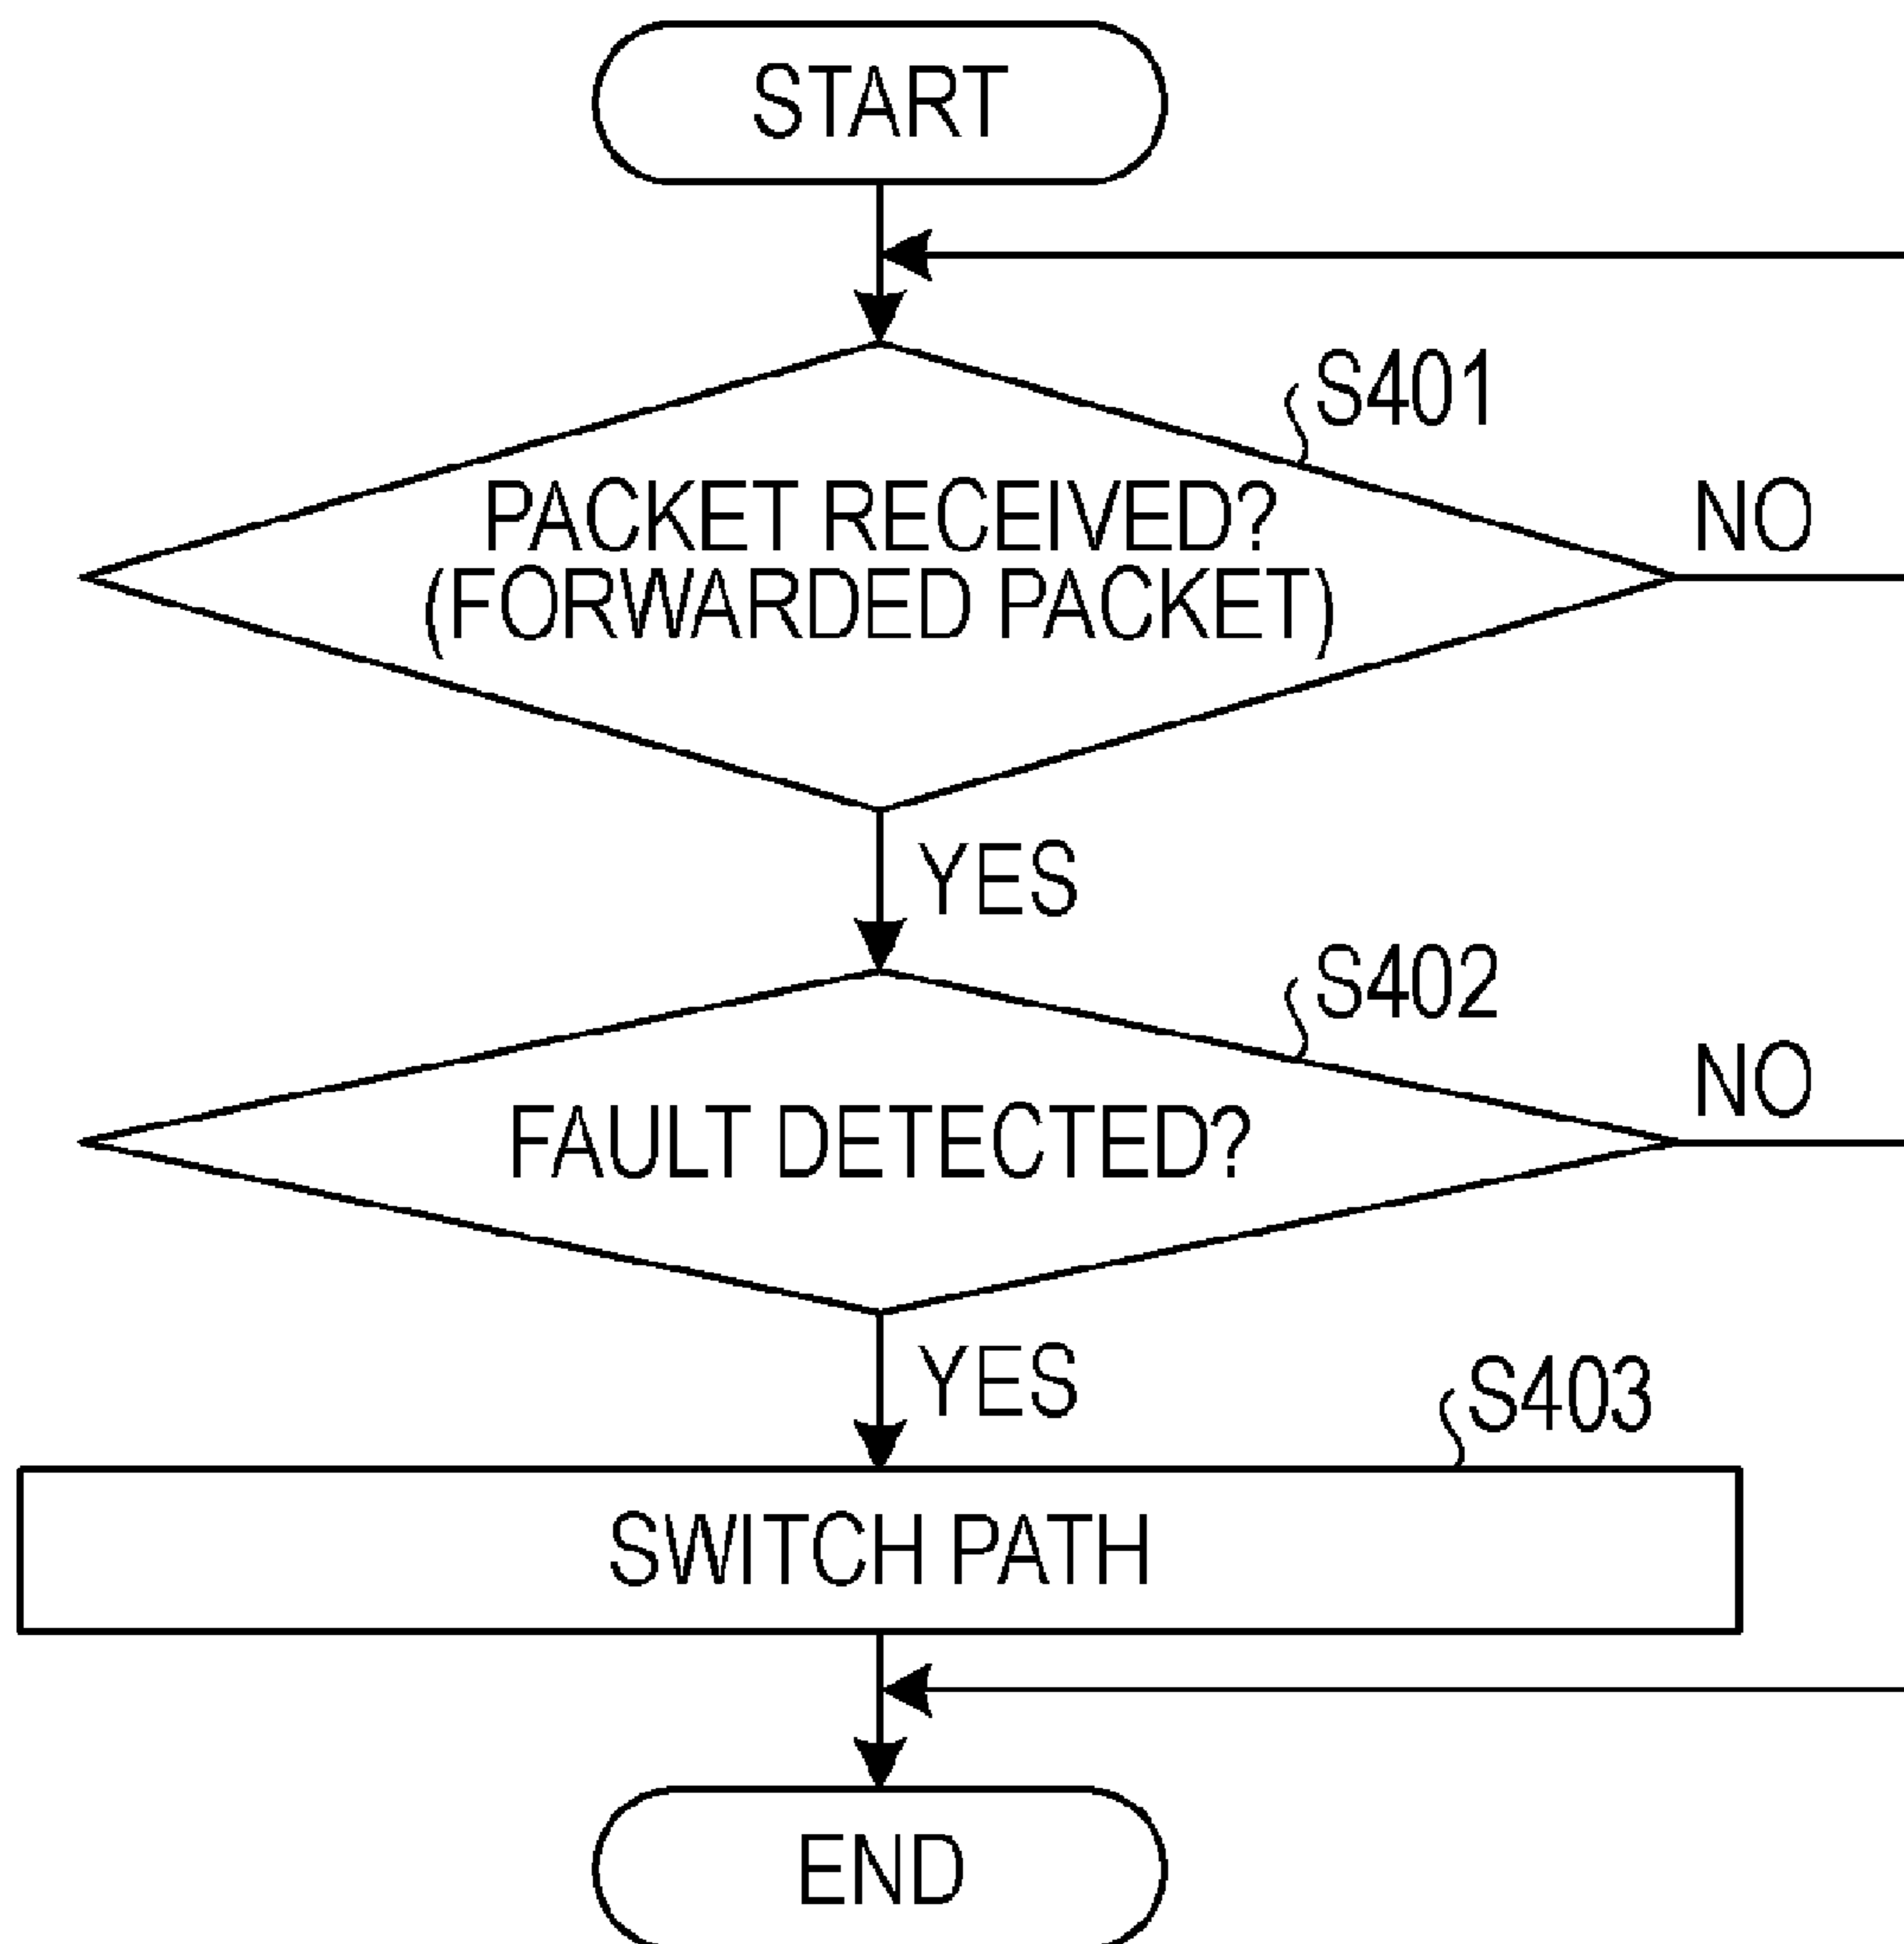 START
S401
PACKET RECEIVED?
(FORWARDED PACKET)
NO
YES
S402
FAULT DETECTED?
NO
YES
S403
SWITCH PATH
END